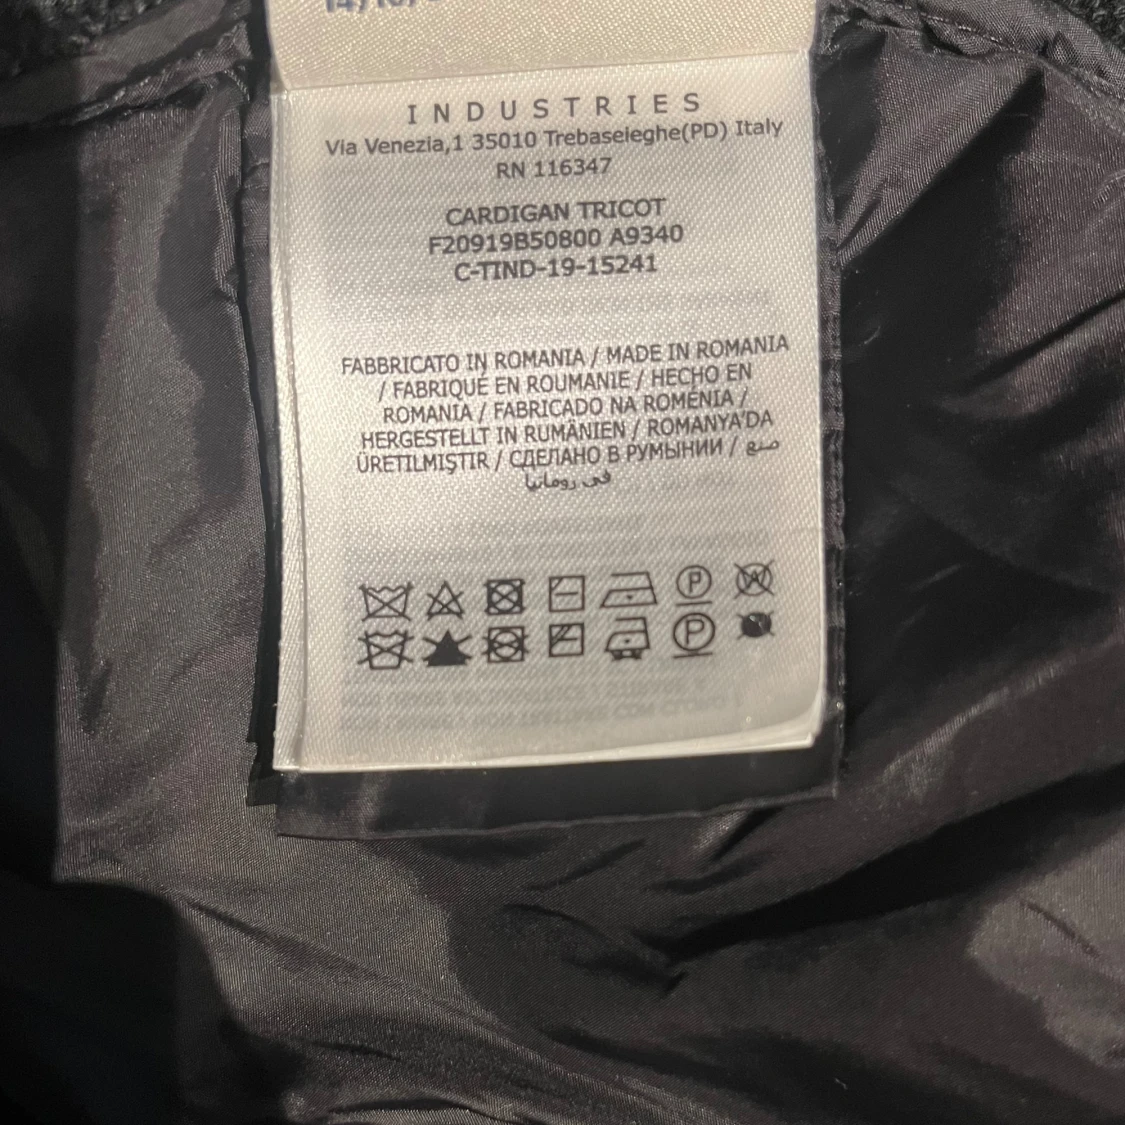 INDUSTRIES
Via Venezia,1 35010 Trebaseleghe(PD) Italy
RN 116347
CARDIGAN TRICOT
F20919B50800 A9340
C-TIND-19-15241
FABBRICATO IN ROMANIA / MADE IN ROMANIA
/ FABRIQUÉ EN ROUMANIE / HECHO EN
ROMANIA / FABRICADO NA ROMÉNIA /
HERGESTELLT IN RUMÄNIEN / ROMANYA'DA
ÜRETILMIŞTIR / СДЕЛАНО В РУМЫНИИ / صنع
في رومانيا
P W
P